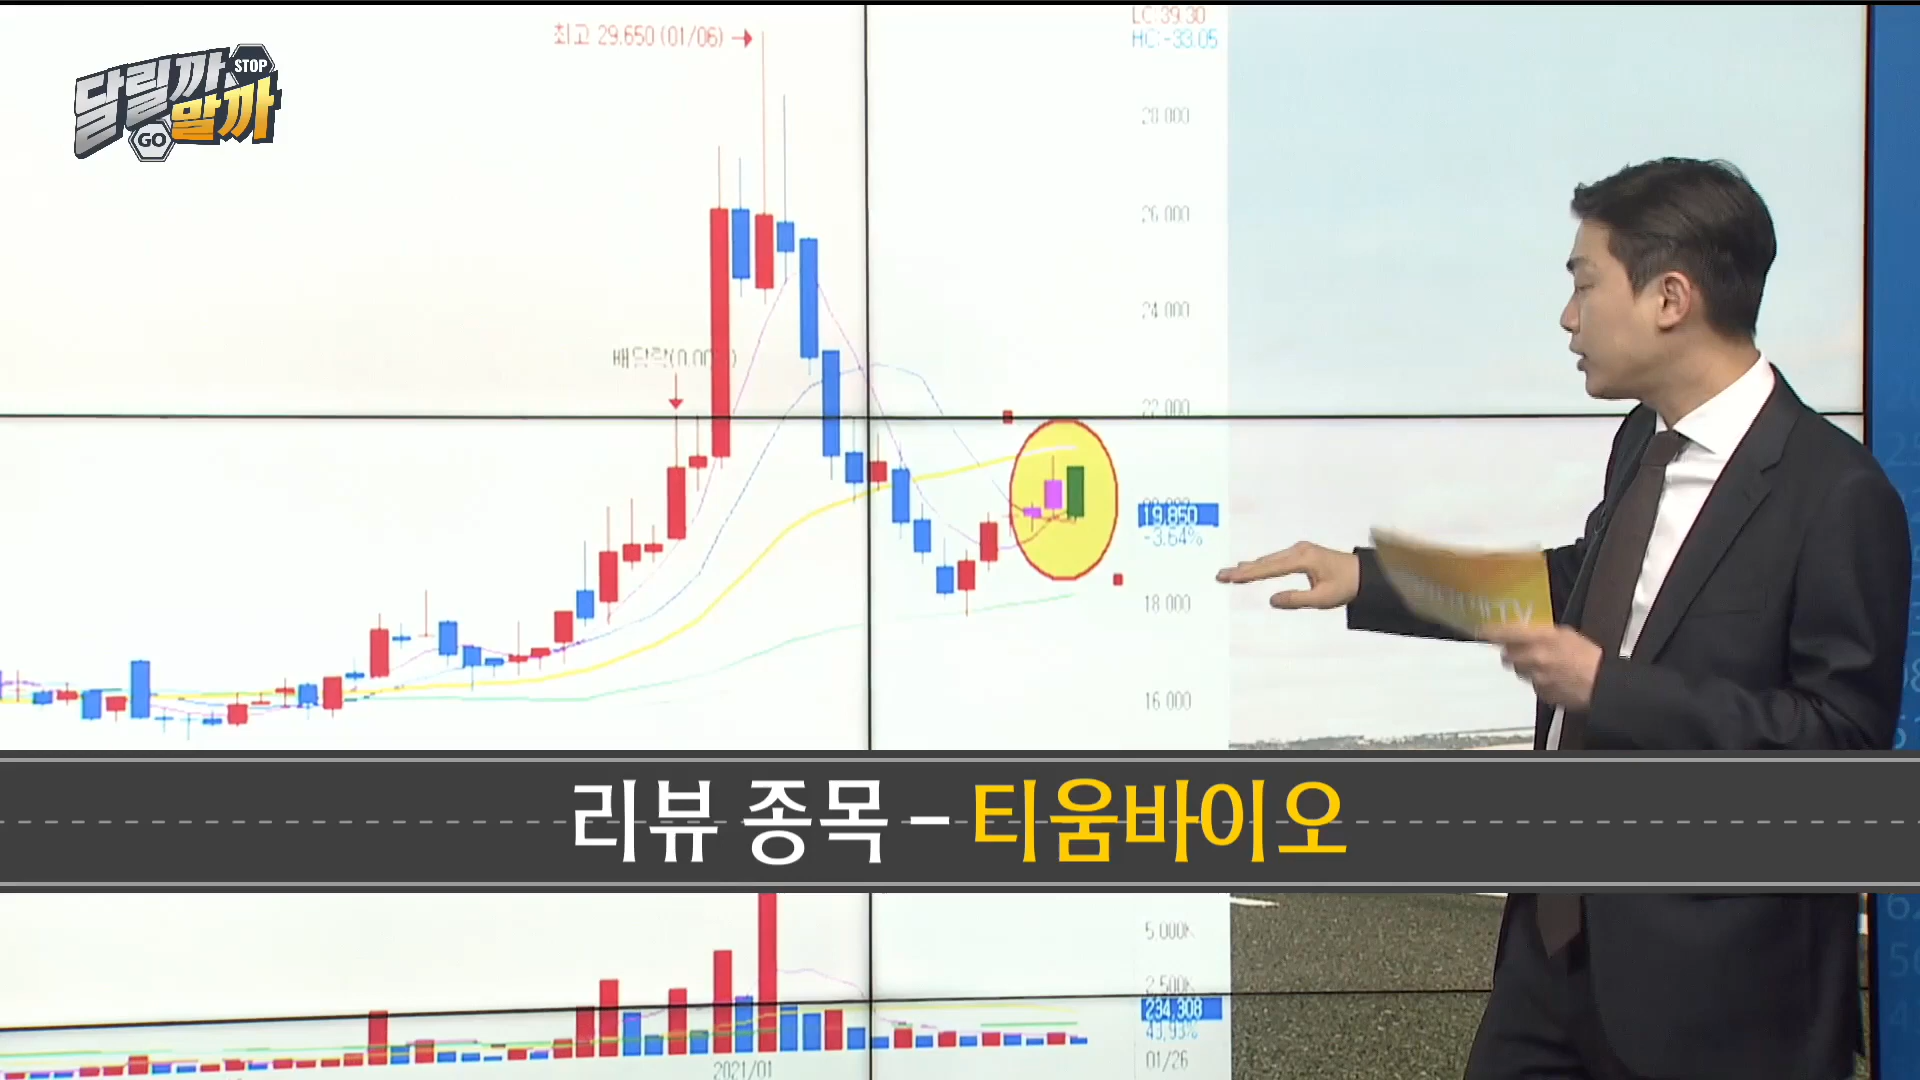 최고 29,650 (01/06) →
LC:39.30
HC:-33.05
달릴까 STOP
GO 말까
28,000
26,000
24,000
22,000
19,850
-3.64%
18,000
16,000
리뷰 종목 - 티움바이오
5,000K
2,500K
234,308
49.93%
2021/01
01/26